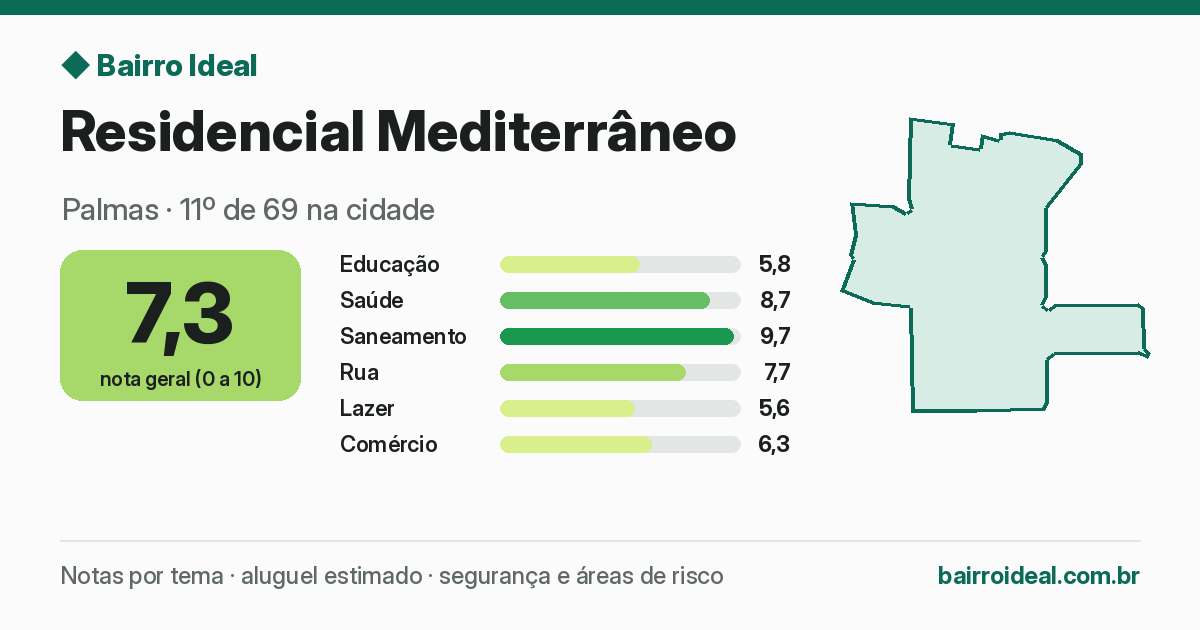 Bairro Ideal
Residencial Mediterrâneo
Palmas · 11º de 69 na cidade
7,3
nota geral (0 a 10)
Educação 5,8
Saúde 8,7
Saneamento 9,7
Rua 7,7
Lazer 5,6
Comércio 6,3
Notas por tema · aluguel estimado · segurança e áreas de risco
bairroideal.com.br